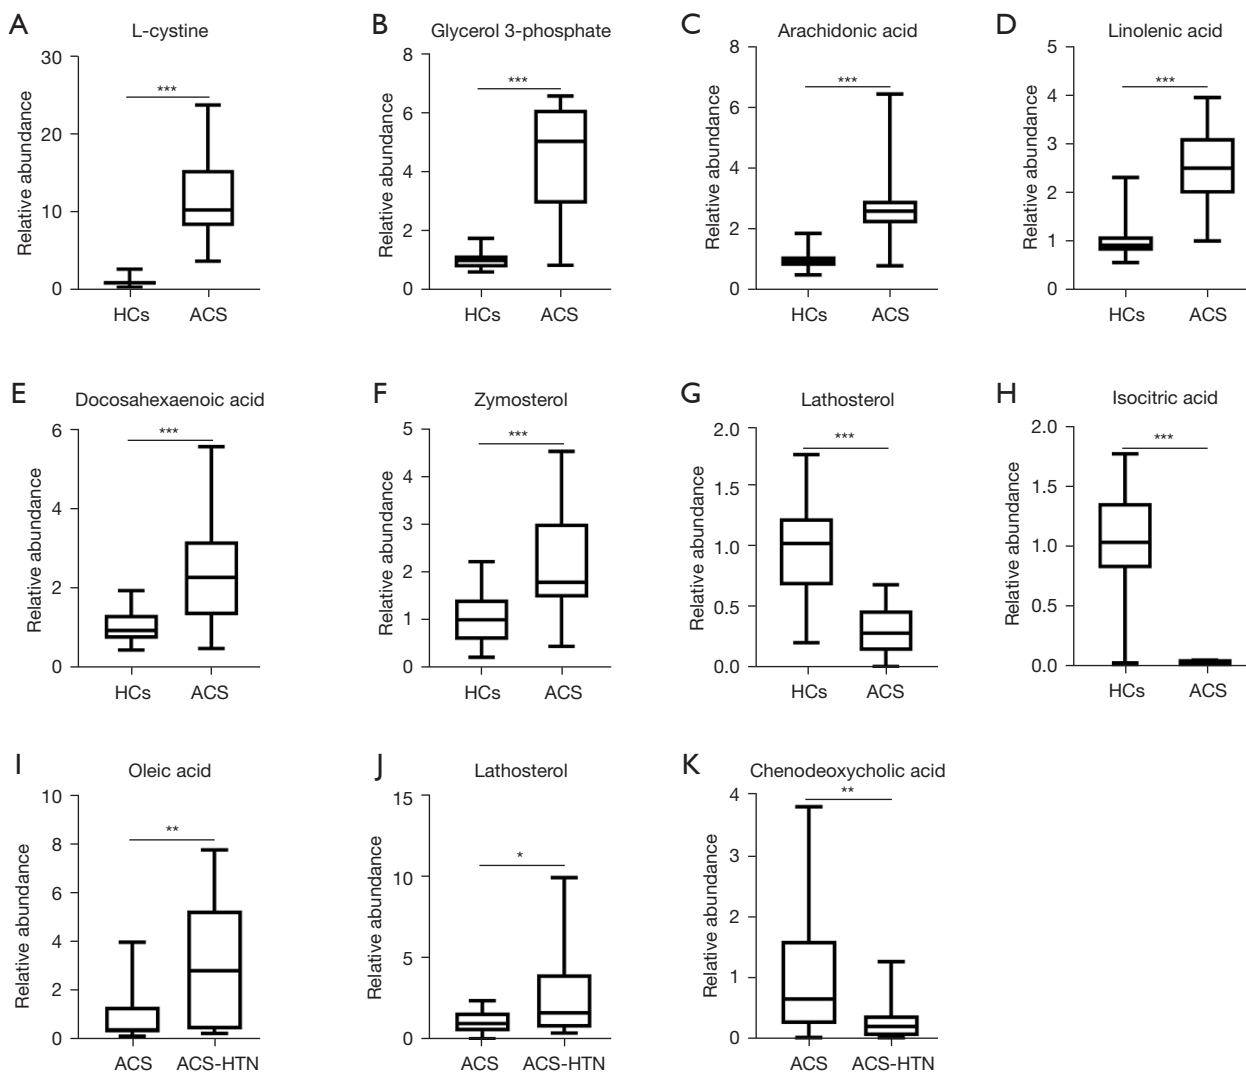 A
L-cystine
Relative abundance
30
20
10
0
***
HCs
ACS
B
Glycerol 3-phosphate
Relative abundance
8
6
4
2
0
***
HCs
ACS
C
Arachidonic acid
Relative abundance
8
6
4
2
0
***
HCs
ACS
D
Linolenic acid
Relative abundance
5
4
3
2
1
0
***
HCs
ACS
E
Docosahexaenoic acid
Relative abundance
6
4
2
0
***
HCs
ACS
F
Zymosterol
Relative abundance
5
4
3
2
1
0
***
HCs
ACS
G
Lathosterol
Relative abundance
2.0
1.5
1.0
0.5
0.0
***
HCs
ACS
H
Isocitric acid
Relative abundance
2.0
1.5
1.0
0.5
0.0
***
HCs
ACS
I
Oleic acid
Relative abundance
10
8
6
4
2
0
**
ACS
ACS-HTN
J
Lathosterol
Relative abundance
15
10
5
0
*
ACS
ACS-HTN
K
Chenodeoxycholic acid
Relative abundance
4
3
2
1
0
**
ACS
ACS-HTN